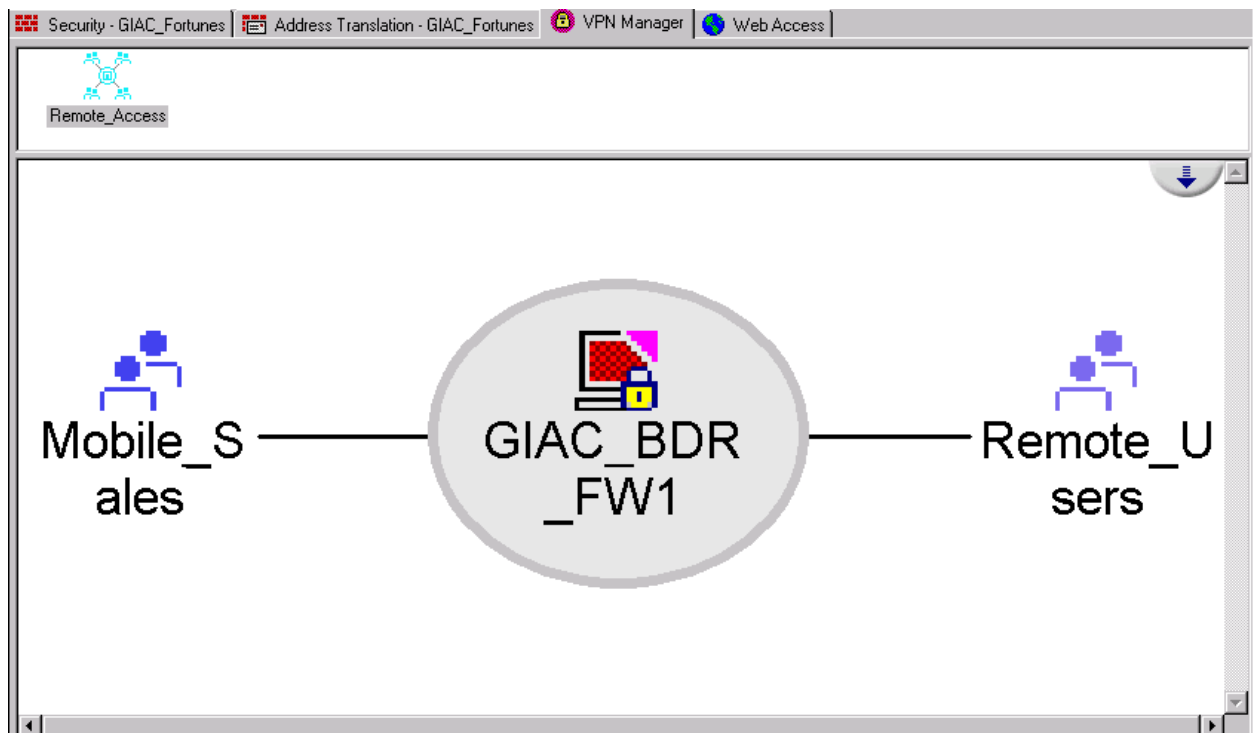 Security - GIAC_Fortunes Address Translation - GIAC_Fortunes VPN Manager Web Access
Remote_Access
Mobile_S
ales
GIAC_BDR
_FW1
Remote_U
sers